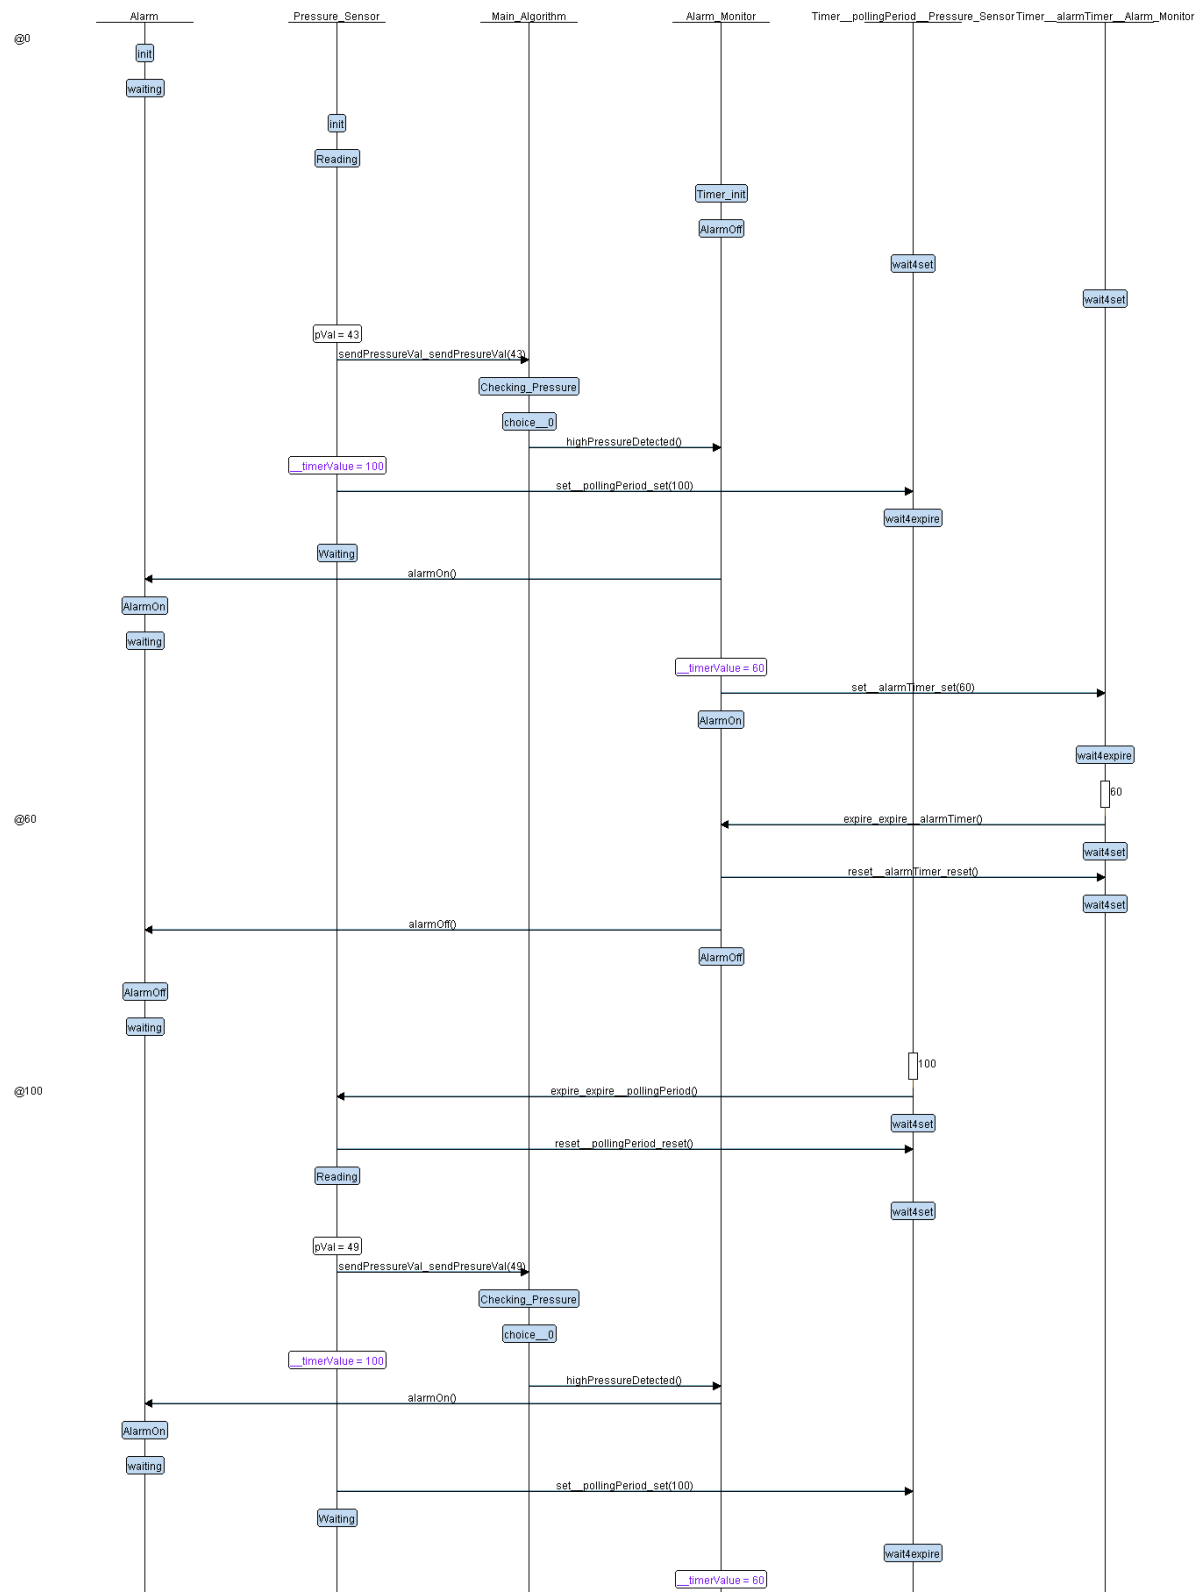 Alarm
Pressure_Sensor
Main_Algorithm
Alarm_Monitor
Timer__pollingPeriod__Pressure_Sensor
Timer__alarmTimer__Alarm_Monitor
@0
init
waiting
init
Reading
Timer_init
AlarmOff
wait4set
wait4set
pVal = 43
sendPressureVal_sendPresureVal(43)
Checking_Pressure
choice__0
highPressureDetected()
__timerValue = 100
set__pollingPeriod_set(100)
wait4expire
Waiting
alarmOn()
AlarmOn
waiting
__timerValue = 60
set__alarmTimer_set(60)
AlarmOn
wait4expire
60
@60
expire_expire__alarmTimer()
wait4set
reset__alarmTimer_reset()
wait4set
alarmOff()
AlarmOff
AlarmOff
waiting
100
@100
expire_expire__pollingPeriod()
wait4set
reset__pollingPeriod_reset()
Reading
wait4set
pVal = 49
sendPressureVal_sendPresureVal(49)
Checking_Pressure
choice__0
__timerValue = 100
highPressureDetected()
alarmOn()
AlarmOn
waiting
set__pollingPeriod_set(100)
Waiting
wait4expire
__timerValue = 60